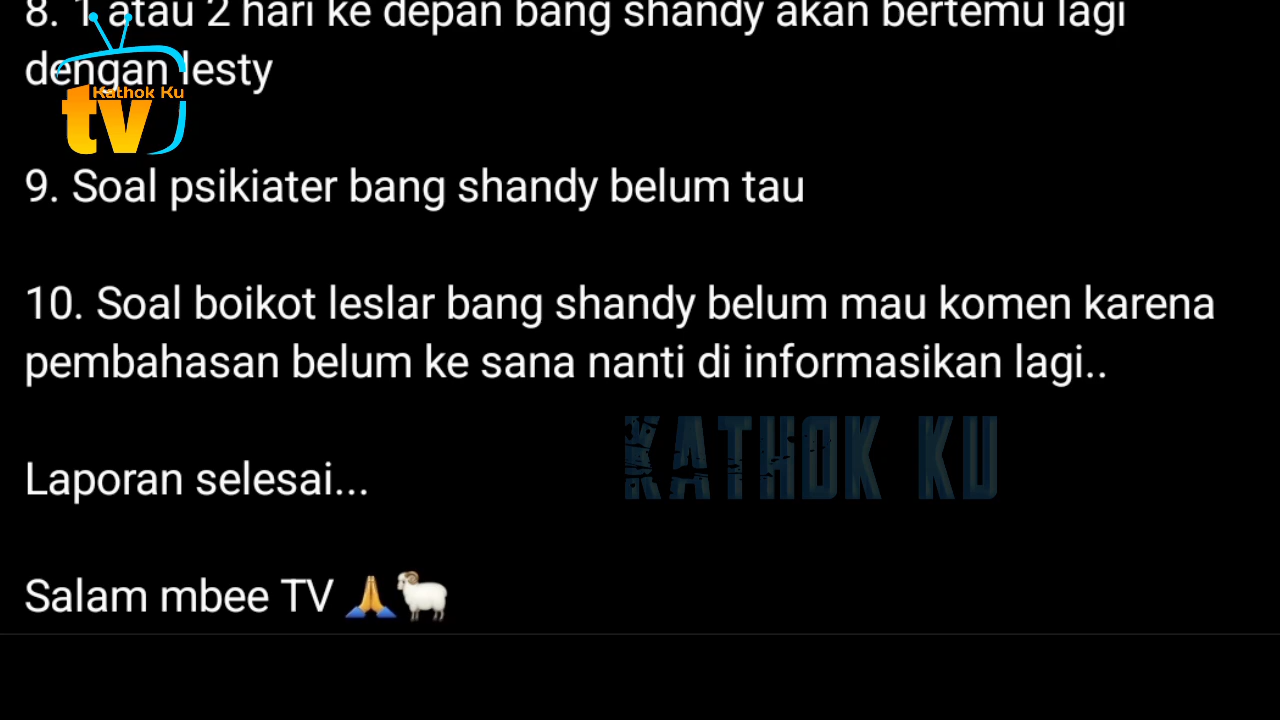 8. 1 atau 2 hari ke depan bang shandy akan bertemu lagi
dengan lesty
Kathok Ku
tv
9. Soal psikiater bang shandy belum tau
10. Soal boikot leslar bang shandy belum mau komen karena
pembahasan belum ke sana nanti di informasikan lagi..
KATHOK KU
Laporan selesai...
Salam mbee TV 🙏🐏